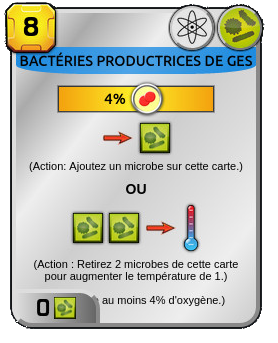 8
BACTÉRIES PRODUCTRICES DE GES
4%
(Action: Ajoutez un microbe sur cette carte.)
OU
(Action : Retirez 2 microbes de cette carte
pour augmenter le température de 1.)
0
au moins 4% d'oxygène.)